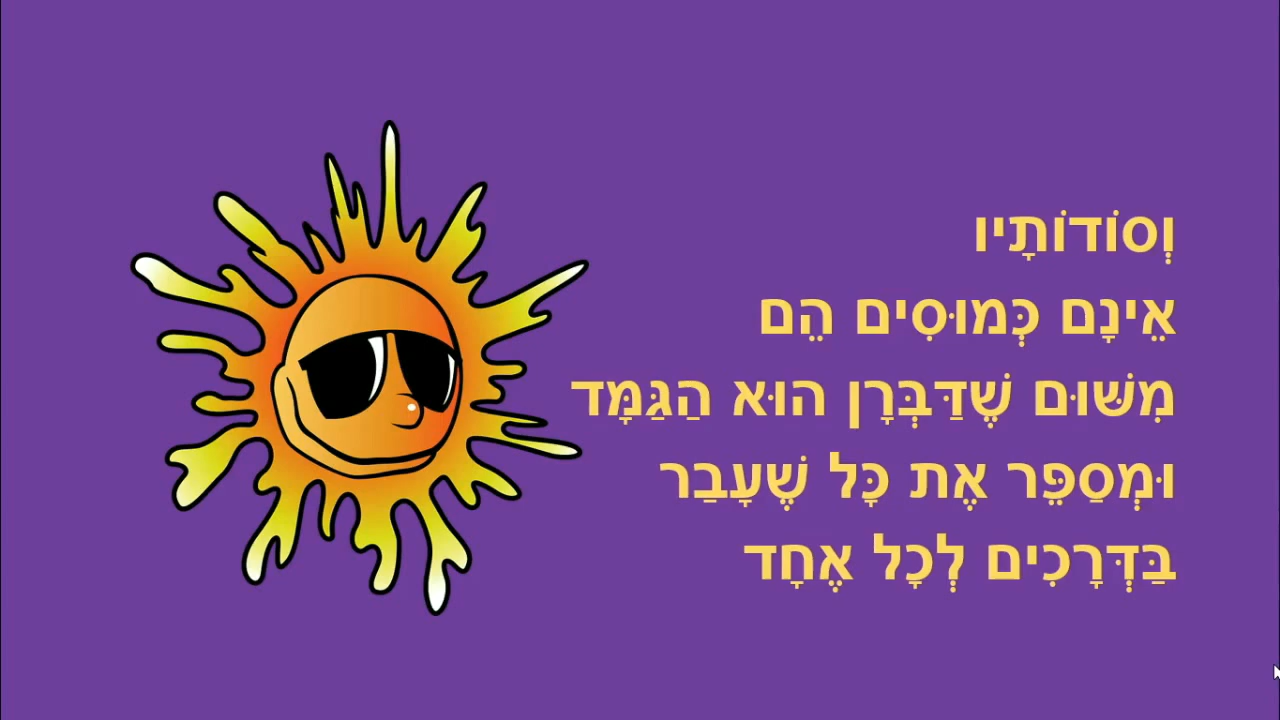 וְסוֹדוֹתָיו
אֵינָם כְּמוּסִים הֵם
מִשּׁוּם שֶׁדַּבְּרָן הוּא הַגַּמָּד
וּמְסַפֵּר אֶת כָּל שֶׁעָבַר
בַּדְּרָכִים לְכָל אֶחָד